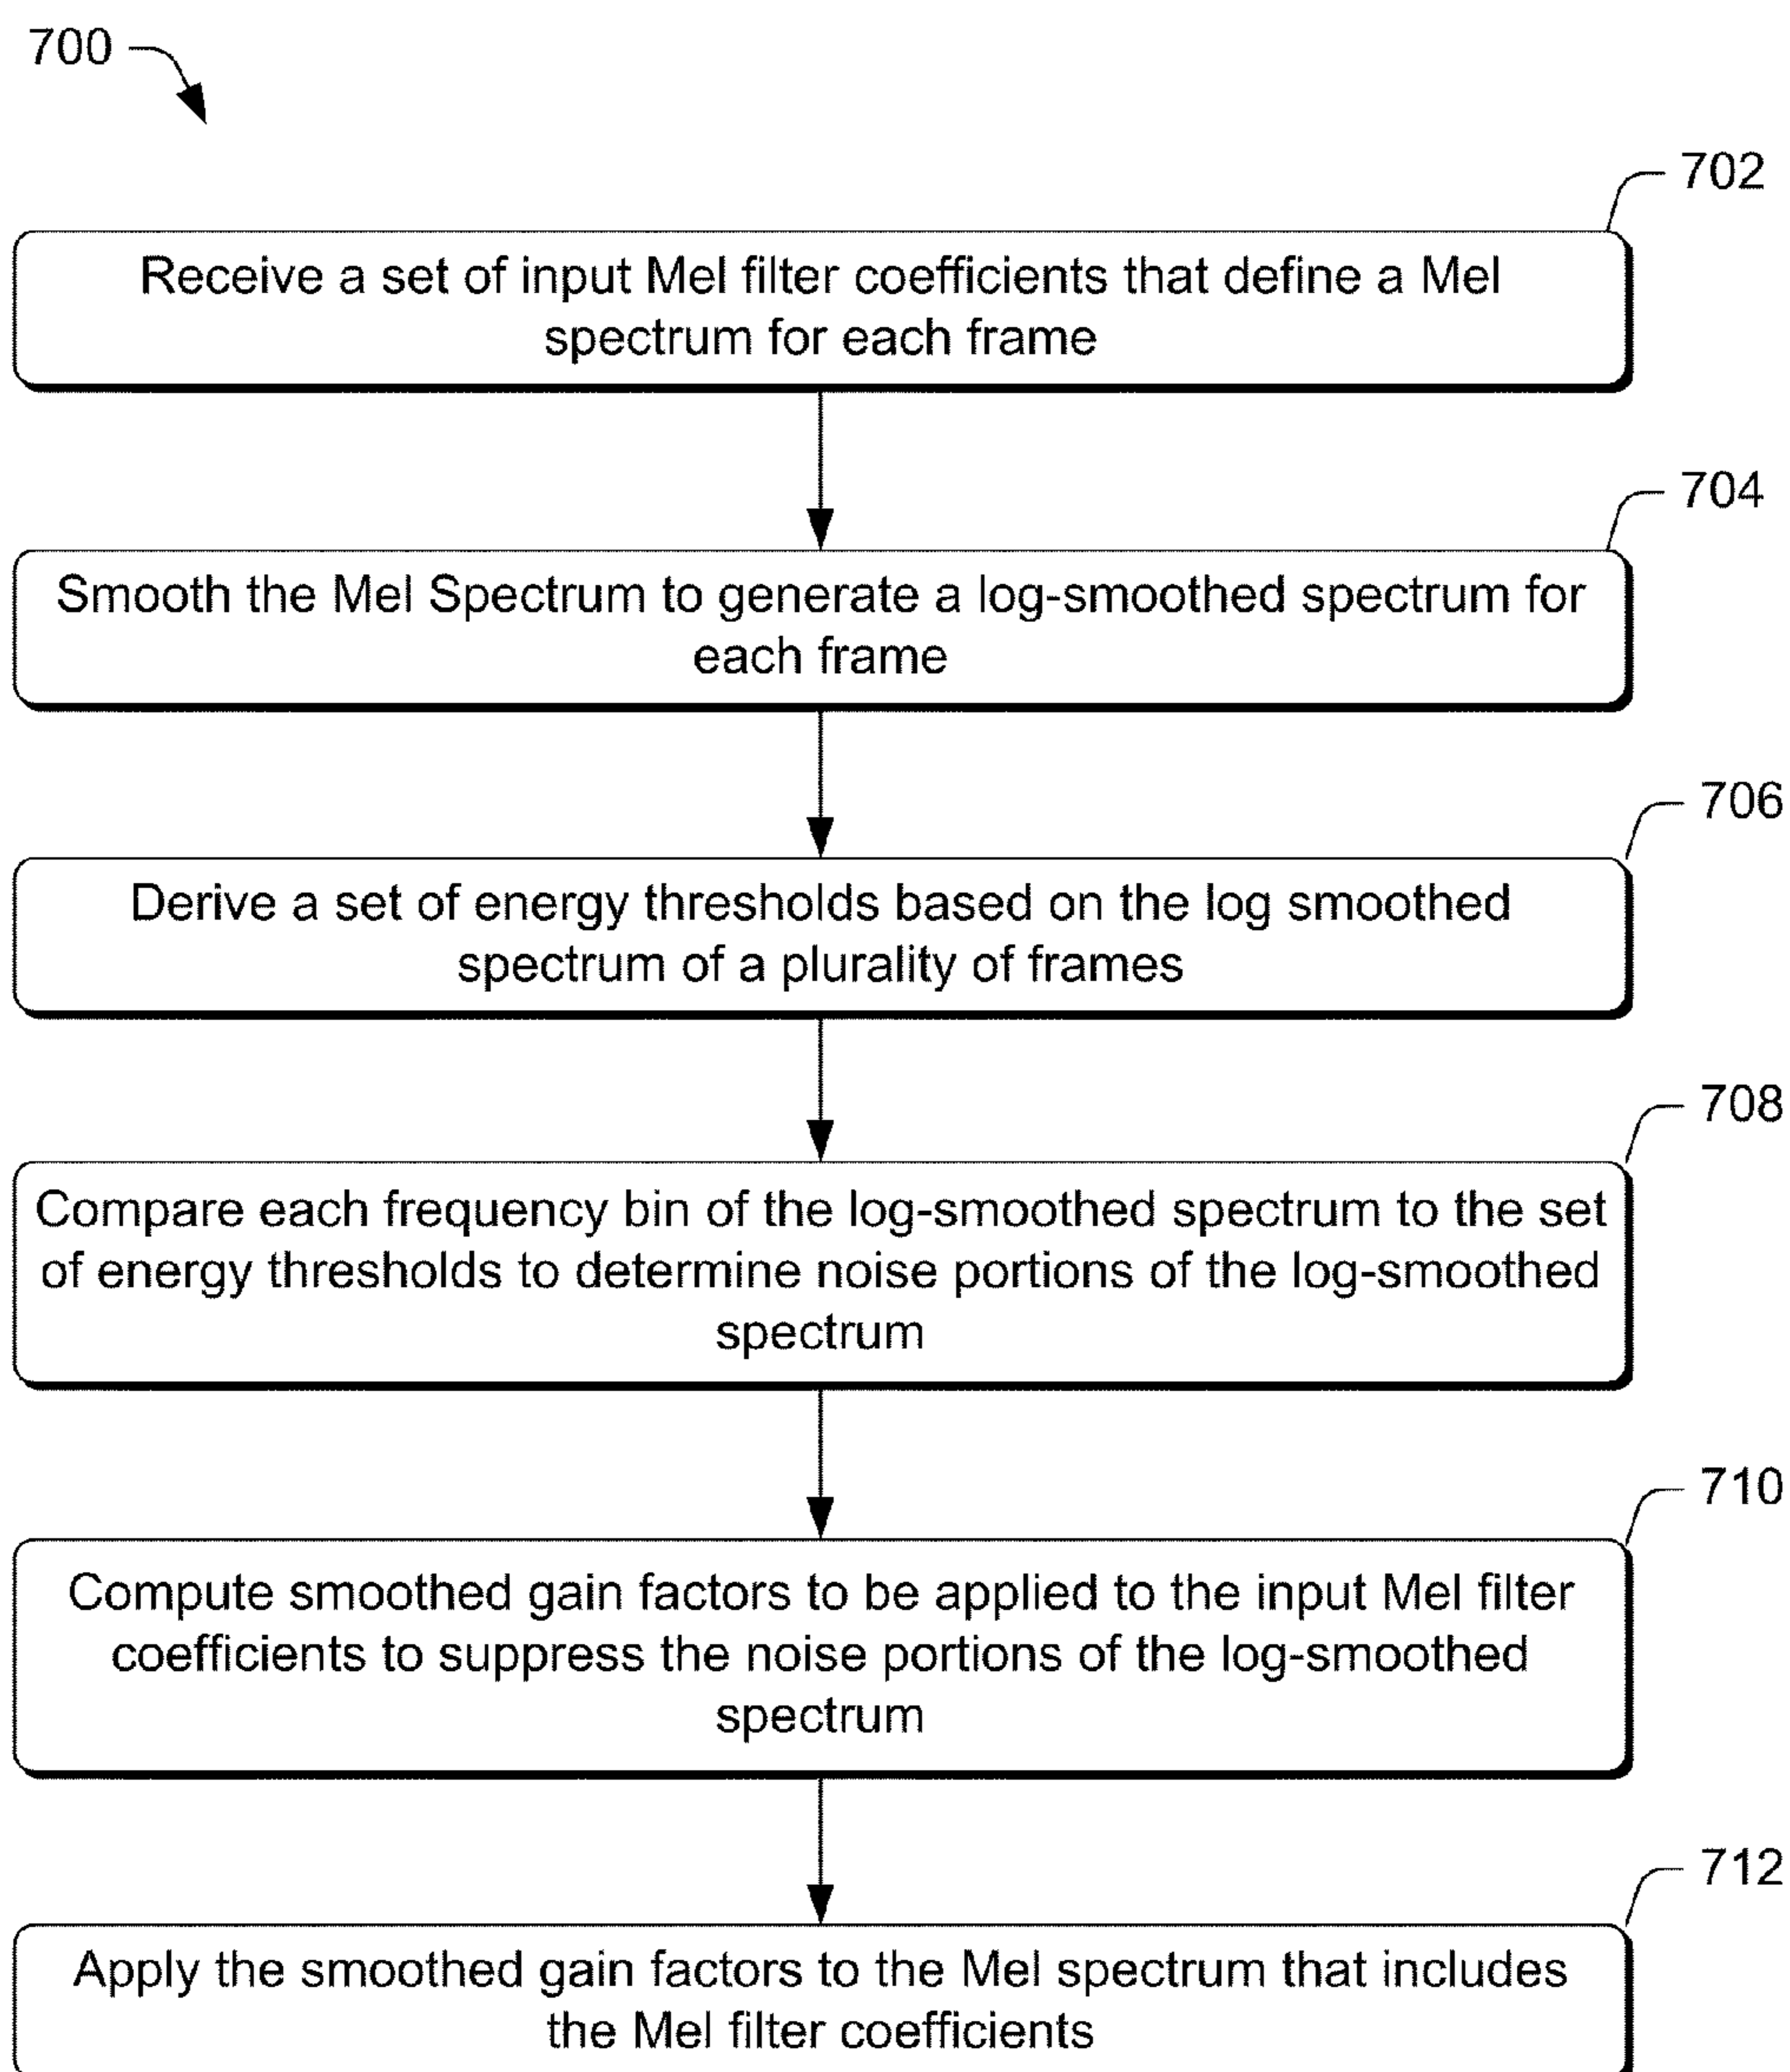 700
702
Receive a set of input Mel filter coefficients that define a Mel
spectrum for each frame
704
Smooth the Mel Spectrum to generate a log-smoothed spectrum for
each frame
706
Derive a set of energy thresholds based on the log smoothed
spectrum of a plurality of frames
708
Compare each frequency bin of the log-smoothed spectrum to the set
of energy thresholds to determine noise portions of the log-smoothed
spectrum
710
Compute smoothed gain factors to be applied to the input Mel filter
coefficients to suppress the noise portions of the log-smoothed
spectrum
712
Apply the smoothed gain factors to the Mel spectrum that includes
the Mel filter coefficients